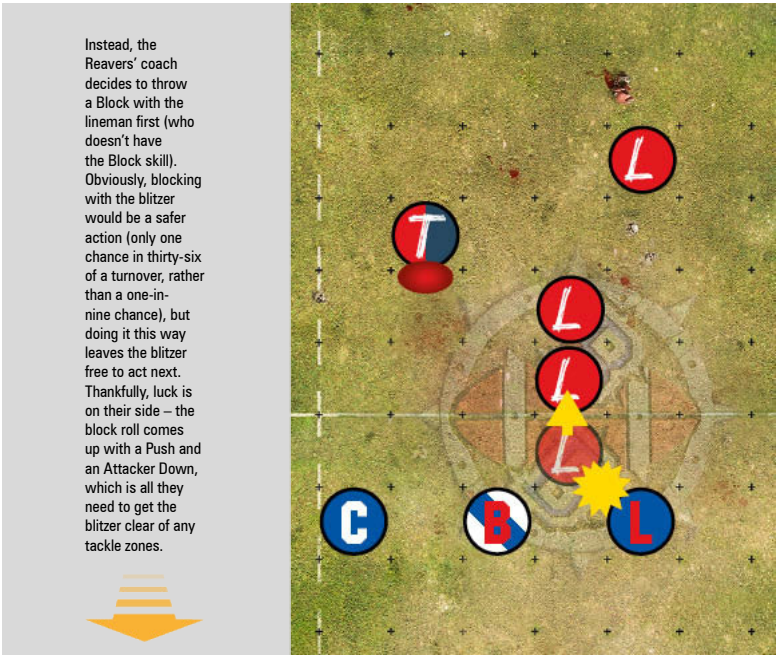 Instead, the
Reavers’ coach
decides to throw
a Block with the
lineman first (who
doesn’t have
the Block skill).
Obviously, blocking
with the blitzer
would be a safer
action (only one
chance in thirty-six
of a turnover, rather
than a one-in-
nine chance), but
doing it this way
leaves the blitzer
free to act next.
Thankfully, luck is
on their side – the
block roll comes
up with a Push and
an Attacker Down,
which is all they
need to get the
blitzer clear of any
tackle zones.
L
T
L
L
L
C B L